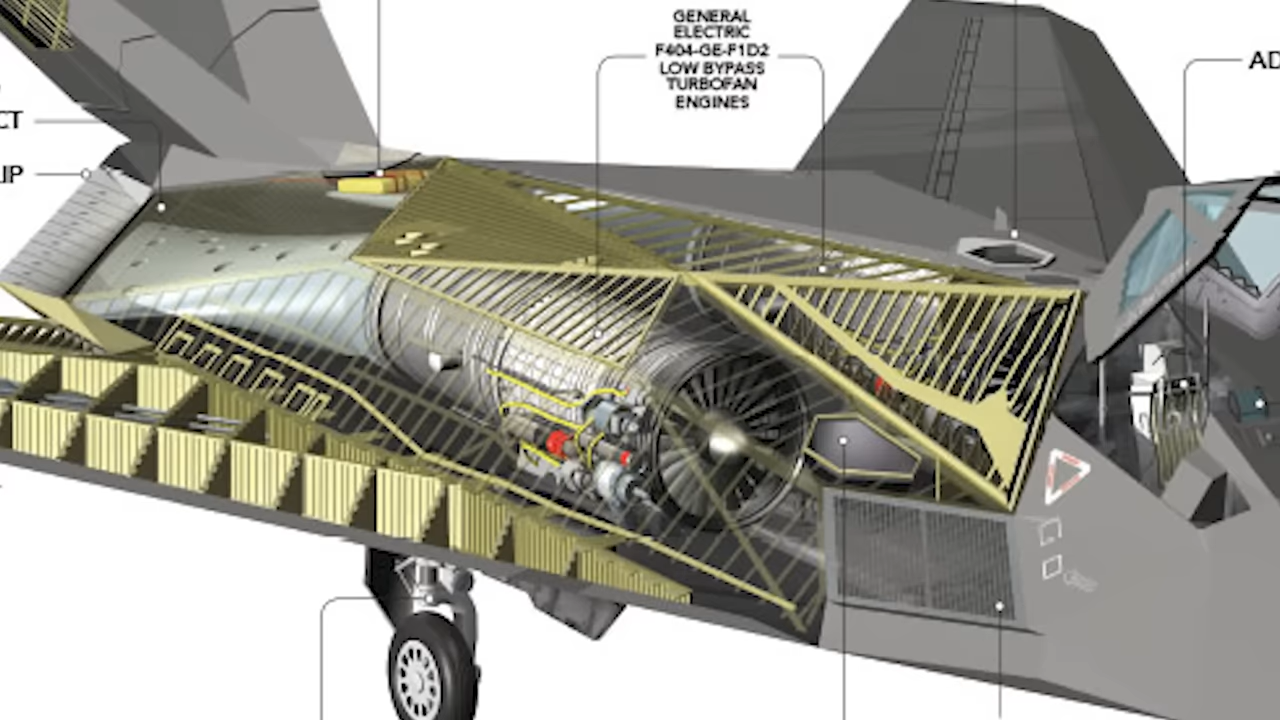 GENERAL
ELECTRIC
F404-GE-F1D2
LOW BYPASS
TURBOFAN
ENGINES
AD
CT
IP